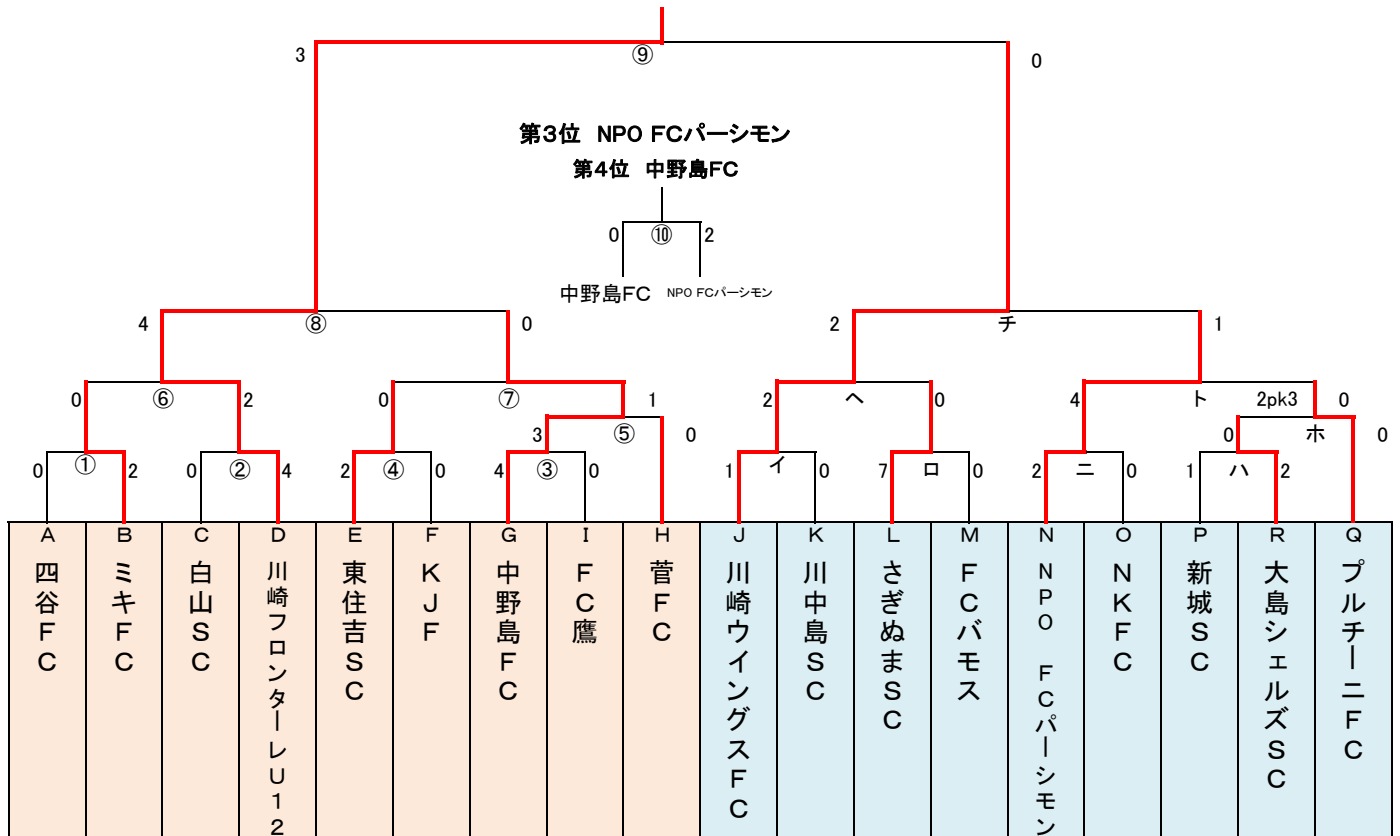 3 ⑨ 0
第3位 NPO FCパーシモン
第4位 中野島FC
0 ⑩ 2
中野島FC NPO FCパーシモン
4 ⑧ 0 2 チ 1
0 ⑥ 2 0 ⑦ 1 2 ヘ 0 4 ト 2pk3 0
3 ⑤ 0 0 ホ 0
0 ① 2 0 ② 4 2 ④ 0 4 ③ 0 1 イ 0 7 ロ 0 2 ニ 0 1 ハ 2
A B C D E F G I H J K L M N O P R Q
四谷FC
ミキFC
白山SC
川崎フロンターレU12
東住吉SC
KJF
中野島FC
FC鷹
菅FC
川崎ウイングスFC
川中島SC
さぎぬまSC
FCバモス
NPO FCパーシモン
NKFC
新城SC
大島シェルズSC
プルチーニFC